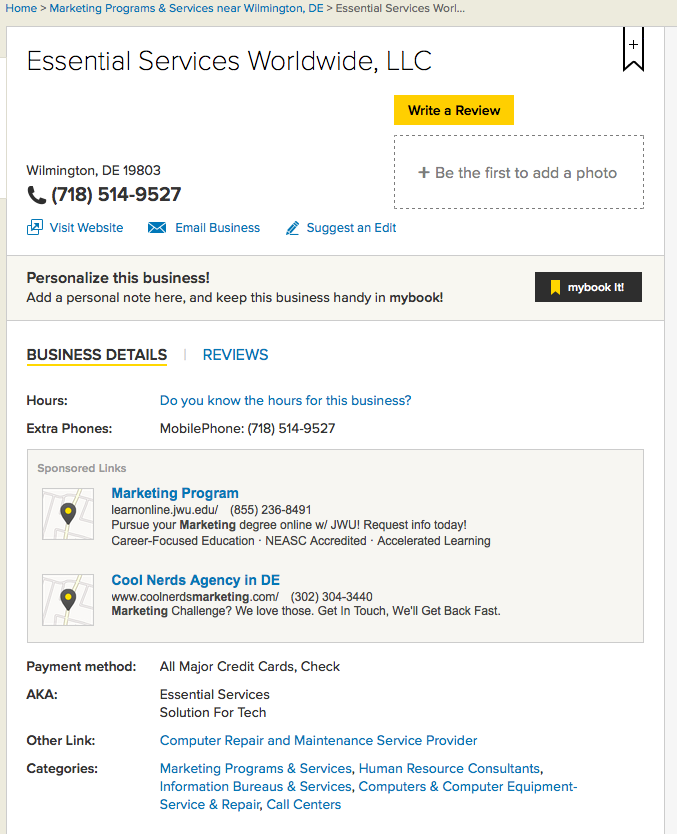 Home > Marketing Programs & Services near Wilmington, DE > Essential Services Worl...
Essential Services Worldwide, LLC
+
Write a Review
+ Be the first to add a photo
Wilmington, DE 19803
(718) 514-9527
Visit Website Email Business Suggest an Edit
Personalize this business!
Add a personal note here, and keep this business handy in mybook!
mybook It!
BUSINESS DETAILS | REVIEWS
Hours: Do you know the hours for this business?
Extra Phones: MobilePhone: (718) 514-9527
Sponsored Links
Marketing Program
learnonline.jwu.edu/ (855) 236-8491
Pursue your Marketing degree online w/ JWU! Request info today!
Career-Focused Education · NEASC Accredited · Accelerated Learning
Cool Nerds Agency in DE
www.coolnerdsmarketing.com/ (302) 304-3440
Marketing Challenge? We love those. Get In Touch, We'll Get Back Fast.
Payment method: All Major Credit Cards, Check
AKA: Essential Services
Solution For Tech
Other Link: Computer Repair and Maintenance Service Provider
Categories: Marketing Programs & Services, Human Resource Consultants,
Information Bureaus & Services, Computers & Computer Equipment-
Service & Repair, Call Centers